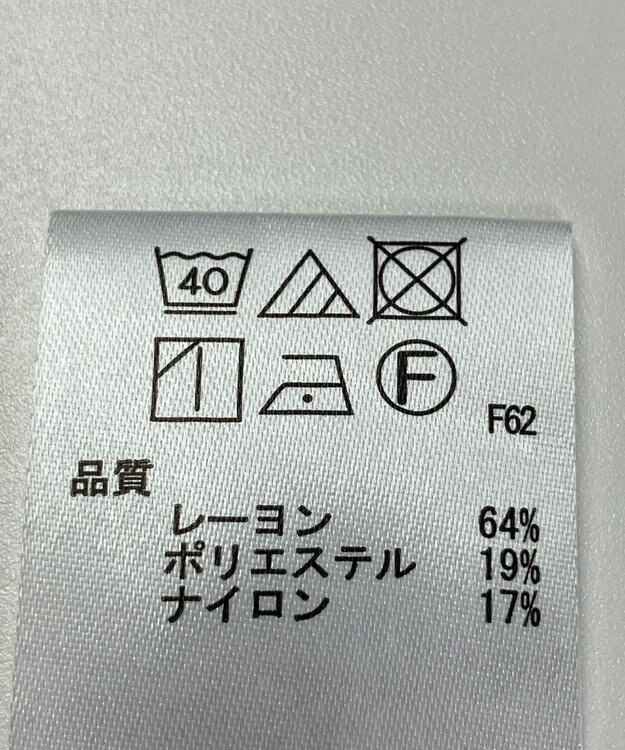 40
F
F62
品質
レーヨン 64%
ポリエステル 19%
ナイロン 17%